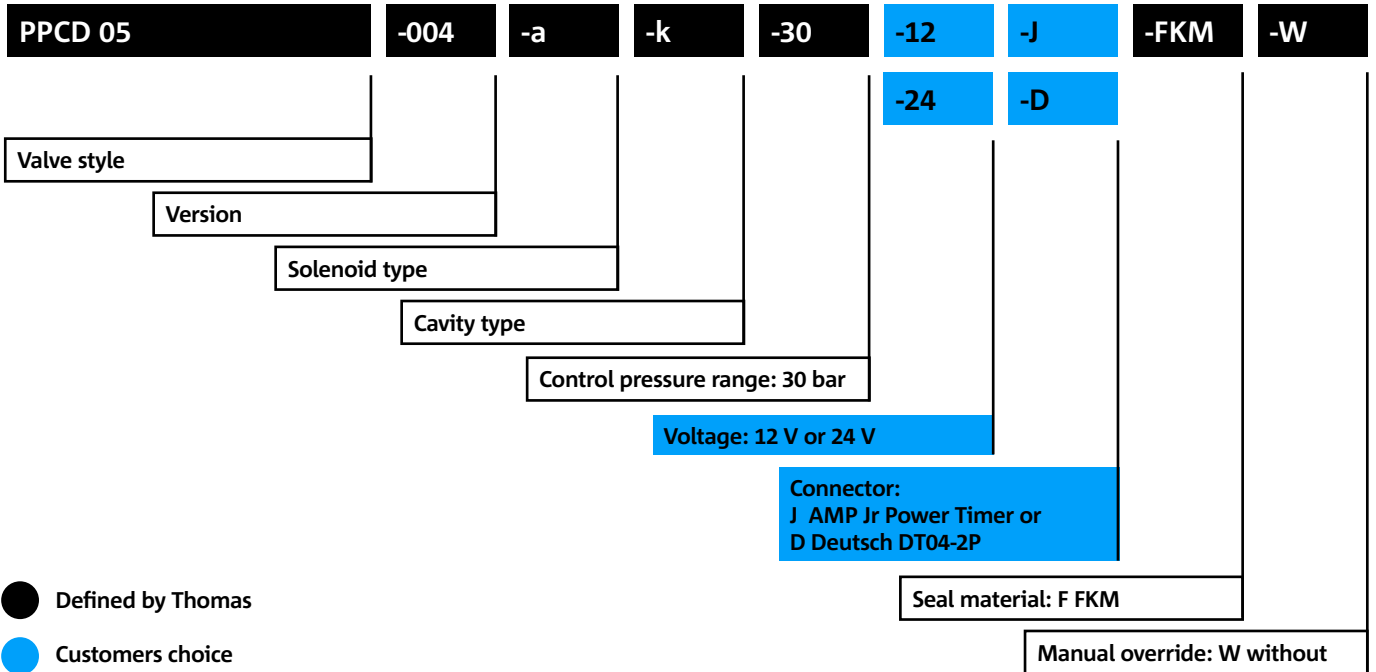 PPCD 05 -004 -a -k -30 -12 -J -FKM -W
-24 -D
Valve style
Version
Solenoid type
Cavity type
Control pressure range: 30 bar
Voltage: 12 V or 24 V
Connector:
J AMP Jr Power Timer or
D Deutsch DT04-2P
Defined by Thomas
Seal material: F FKM
Customers choice
Manual override: W without